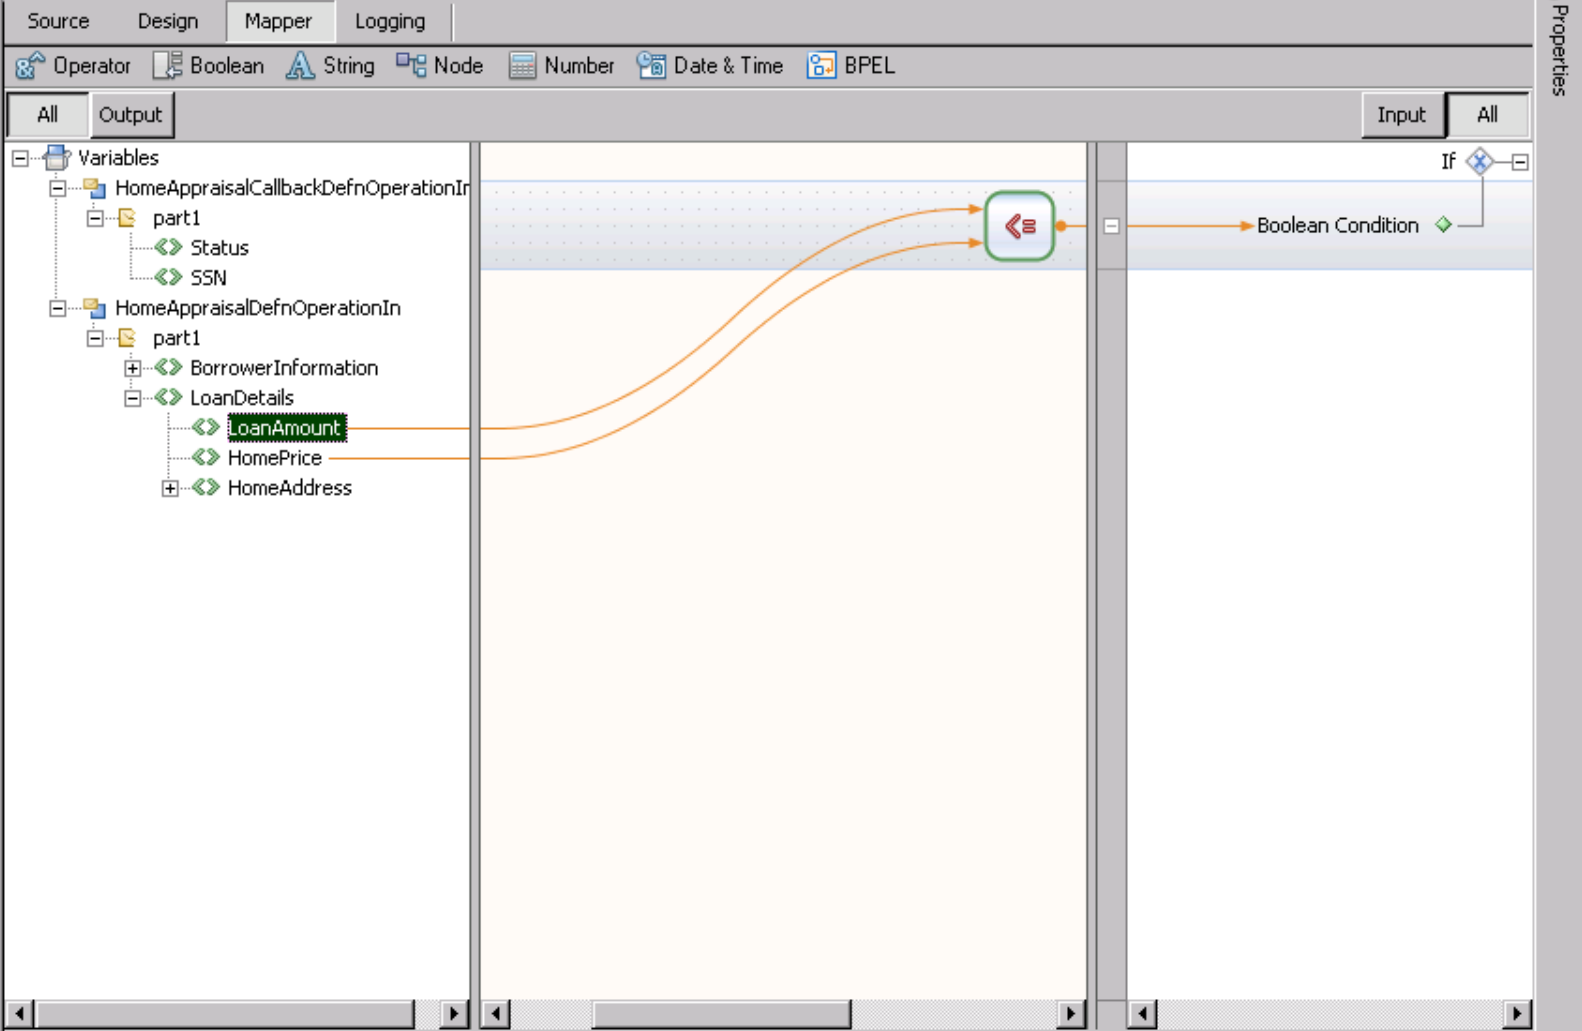 Source Design Mapper Logging
Operator Boolean String Node Number Date & Time BPEL
All Output Input All
Properties
Variables
HomeAppraisalCallbackDefnOperationIn
part1
Status
SSN
HomeAppraisalDefnOperationIn
part1
BorrowerInformation
LoanDetails
LoanAmount
HomePrice
HomeAddress
<=
If
Boolean Condition